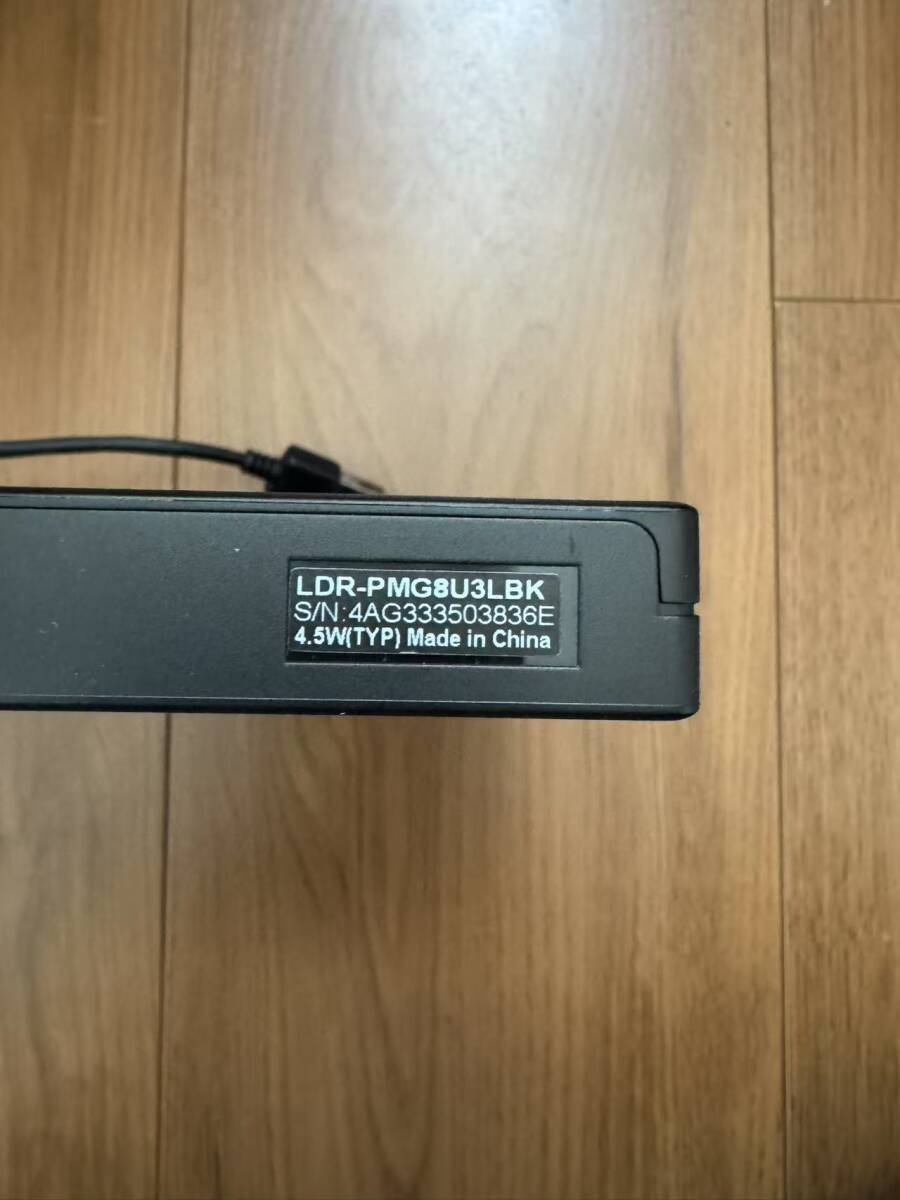 LDR-PMG8U3LBK
S/N:4AG333503836E
4.5W(TYP) Made in China